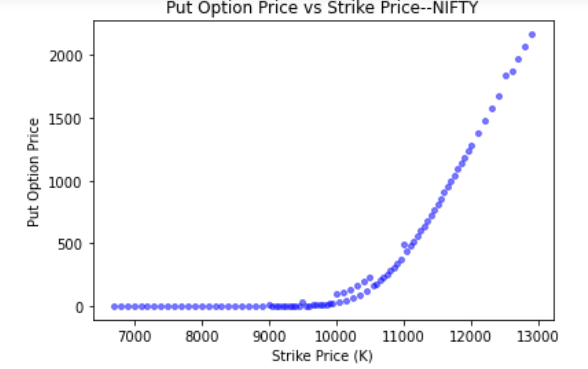 Put Option Price vs Strike Price--NIFTY
Put Option Price
2000
1500
1000
500
0
7000 8000 9000 10000 11000 12000 13000
Strike Price (K)